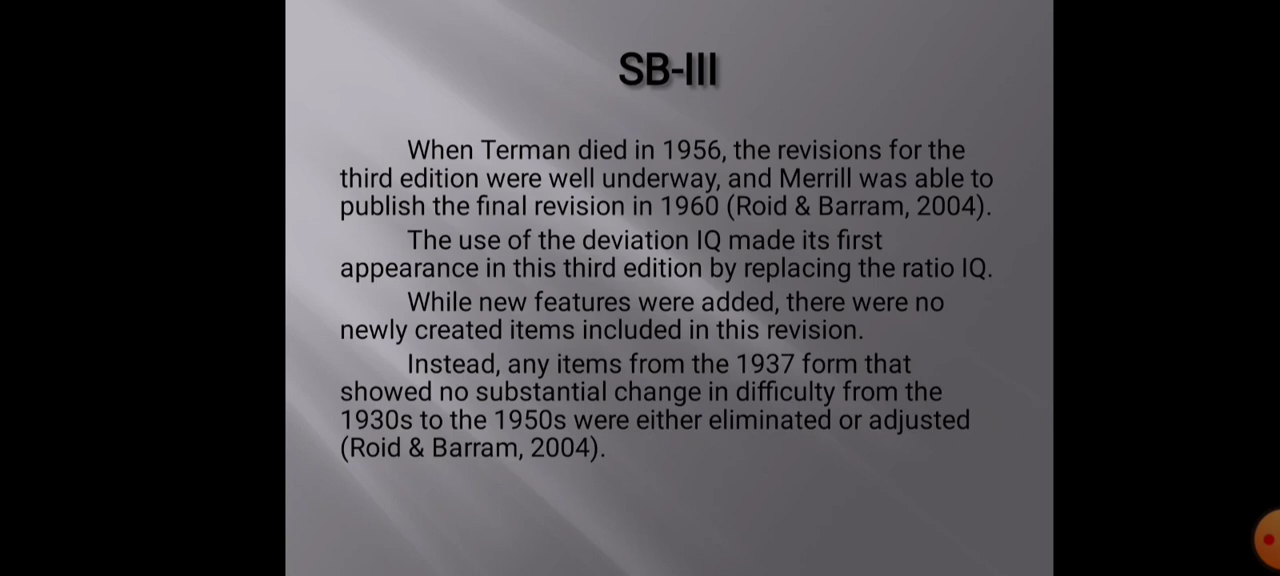 SB-III
When Terman died in 1956, the revisions for the
third edition were well underway, and Merrill was able to
publish the final revision in 1960 (Roid & Barram, 2004).
The use of the deviation IQ made its first
appearance in this third edition by replacing the ratio IQ.
While new features were added, there were no
newly created items included in this revision.
Instead, any items from the 1937 form that
showed no substantial change in difficulty from the
1930s to the 1950s were either eliminated or adjusted
(Roid & Barram, 2004).